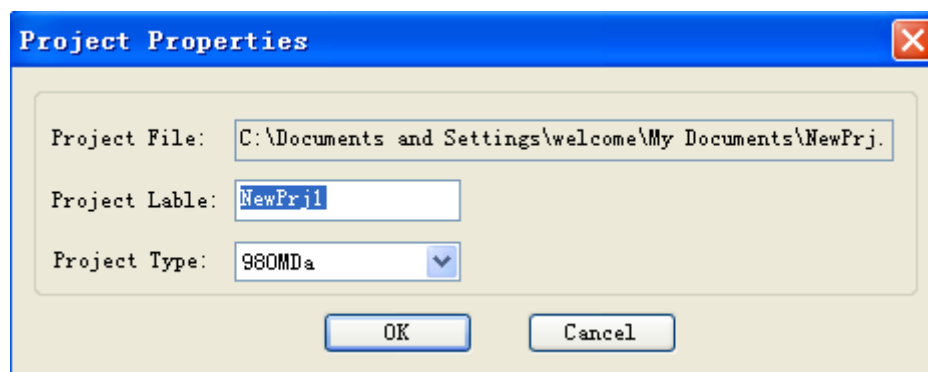 Project Properties
Project File: C:\Documents and Settings\welcome\My Documents\NewPrj.
Project Lable: NewPrj1
Project Type: 980MDa
OK Cancel